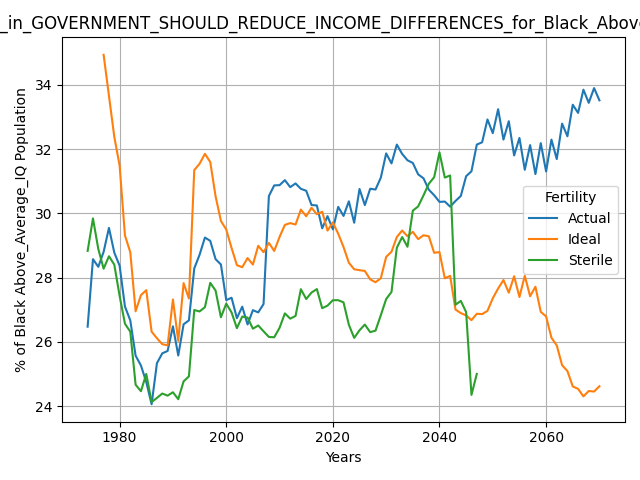 _in_GOVERNMENT_SHOULD_REDUCE_INCOME_DIFFERENCES_for_Black_Above
% of Black Above_Average_IQ Population
34
32
30
28
26
24
Fertility
Actual
Ideal
Sterile
1980
2000
2020
2040
2060
Years